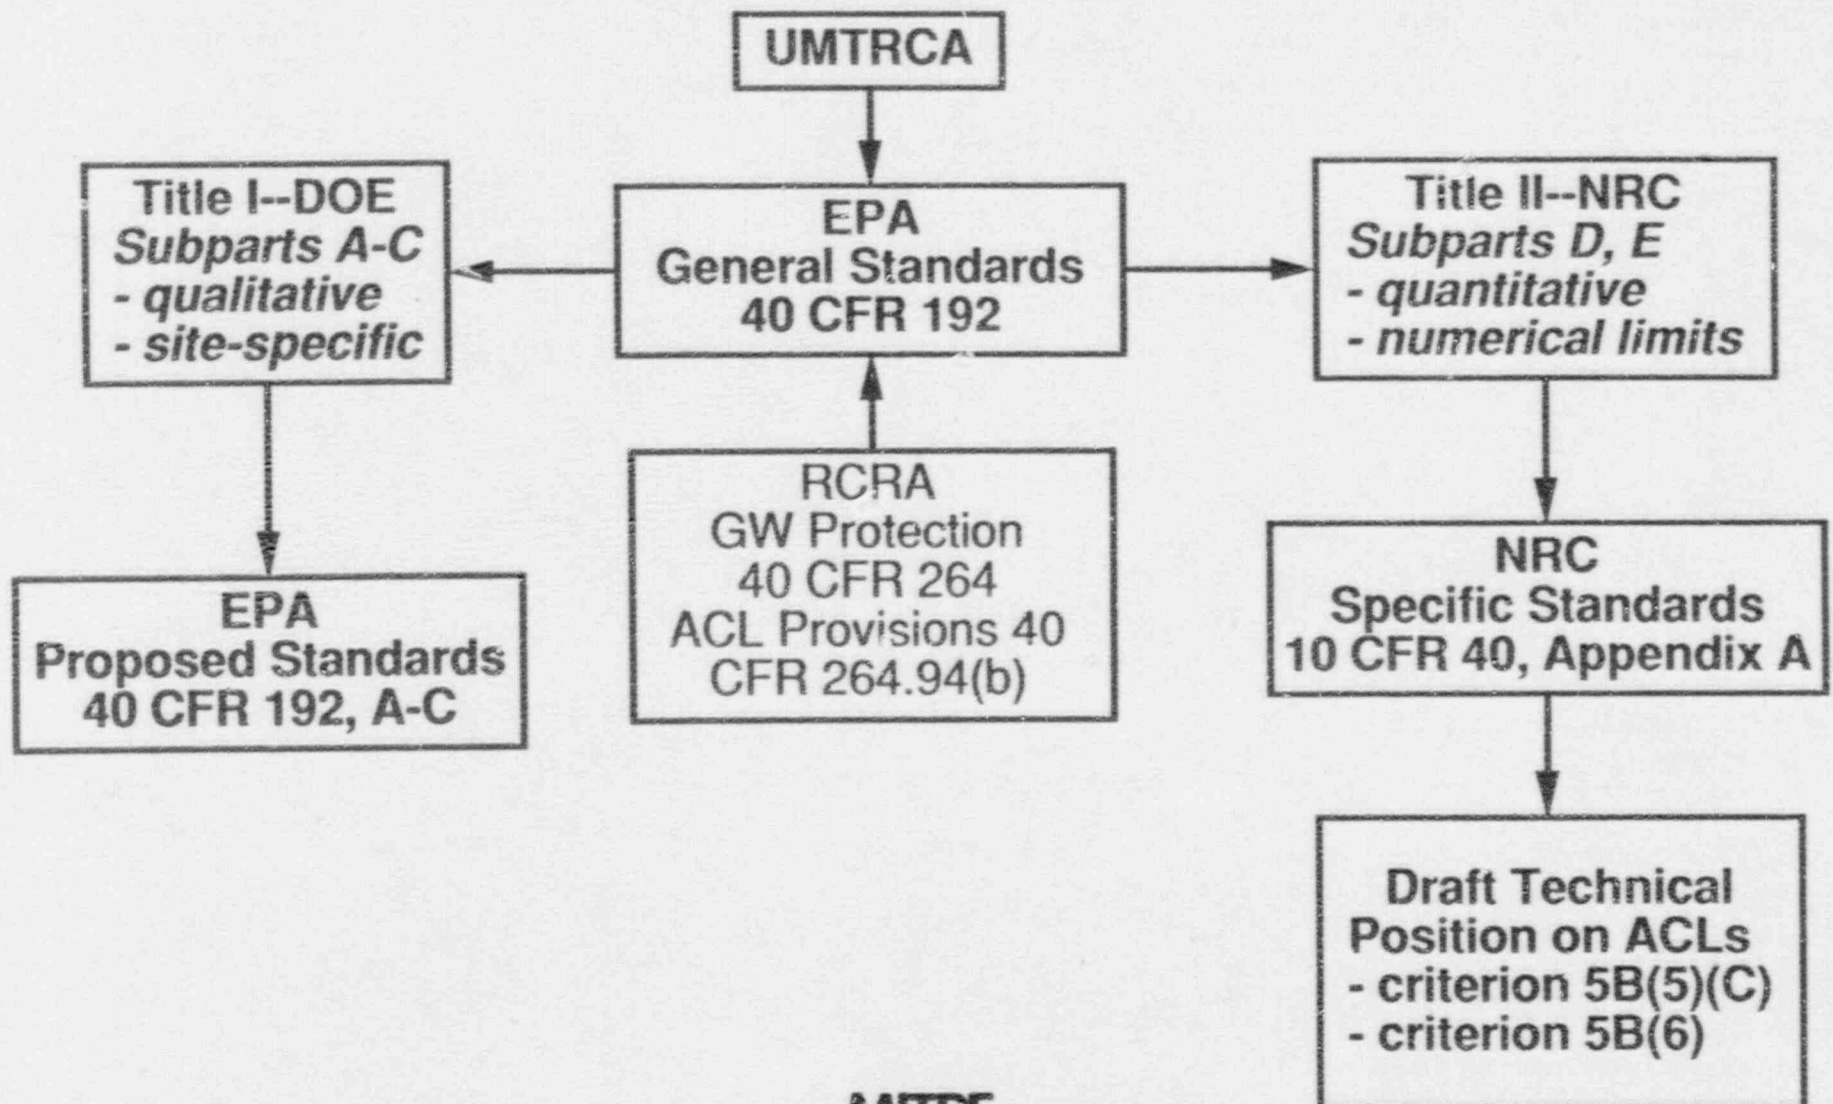 UMTRCA
Title I--DOE
Subparts A-C
- qualitative
- site-specific
EPA
General Standards
40 CFR 192
Title II--NRC
Subparts D, E
- quantitative
- numerical limits
RCRA
GW Protection
40 CFR 264
ACL Provisions 40
CFR 264.94(b)
EPA
Proposed Standards
40 CFR 192, A-C
NRC
Specific Standards
10 CFR 40, Appendix A
Draft Technical
Position on ACLs
- criterion 5B(5)(C)
- criterion 5B(6)
MITRE